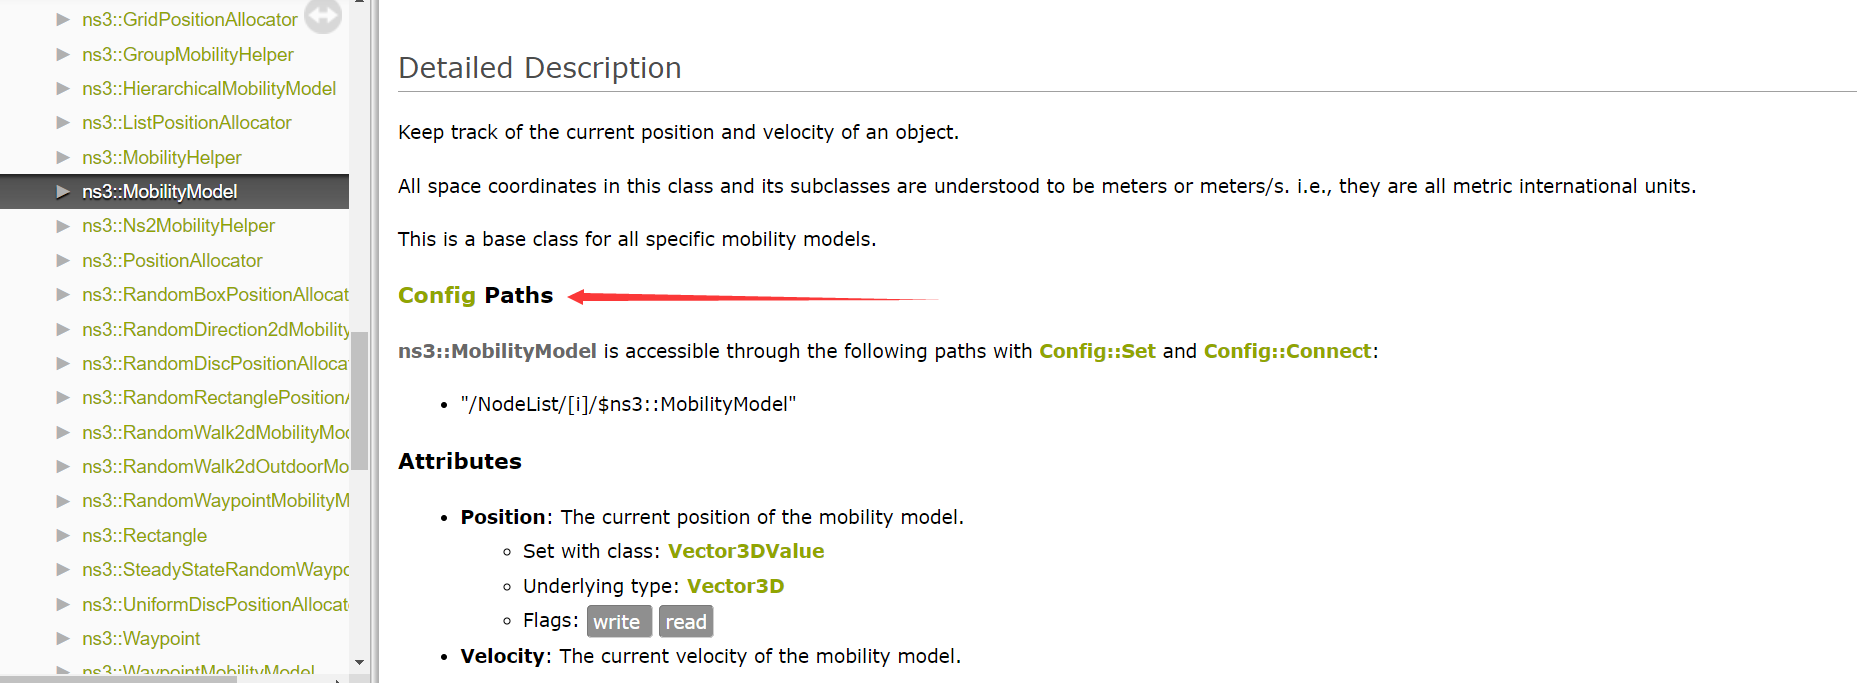 ns3::GridPositionAllocator
ns3::GroupMobilityHelper
ns3::HierarchicalMobilityModel
ns3::ListPositionAllocator
ns3::MobilityHelper
ns3::MobilityModel
ns3::Ns2MobilityHelper
ns3::PositionAllocator
ns3::RandomBoxPositionAllocat
ns3::RandomDirection2dMobility
ns3::RandomDiscPositionAlloca
ns3::RandomRectanglePosition
ns3::RandomWalk2dMobilityMo
ns3::RandomWalk2dOutdoorMo
ns3::RandomWaypointMobilityM
ns3::Rectangle
ns3::SteadyStateRandomWayp
ns3::UniformDiscPositionAllocat
ns3::Waypoint
ns3::WaypointMobilityModel
Detailed Description
Keep track of the current position and velocity of an object.
All space coordinates in this class and its subclasses are understood to be meters or meters/s. i.e., they are all metric international units.
This is a base class for all specific mobility models.
Config Paths
ns3::MobilityModel is accessible through the following paths with Config::Set and Config::Connect:
• "/NodeList/[i]/$ns3::MobilityModel"
Attributes
• Position: The current position of the mobility model.
◦ Set with class: Vector3DValue
◦ Underlying type: Vector3D
◦ Flags: write read
• Velocity: The current velocity of the mobility model.